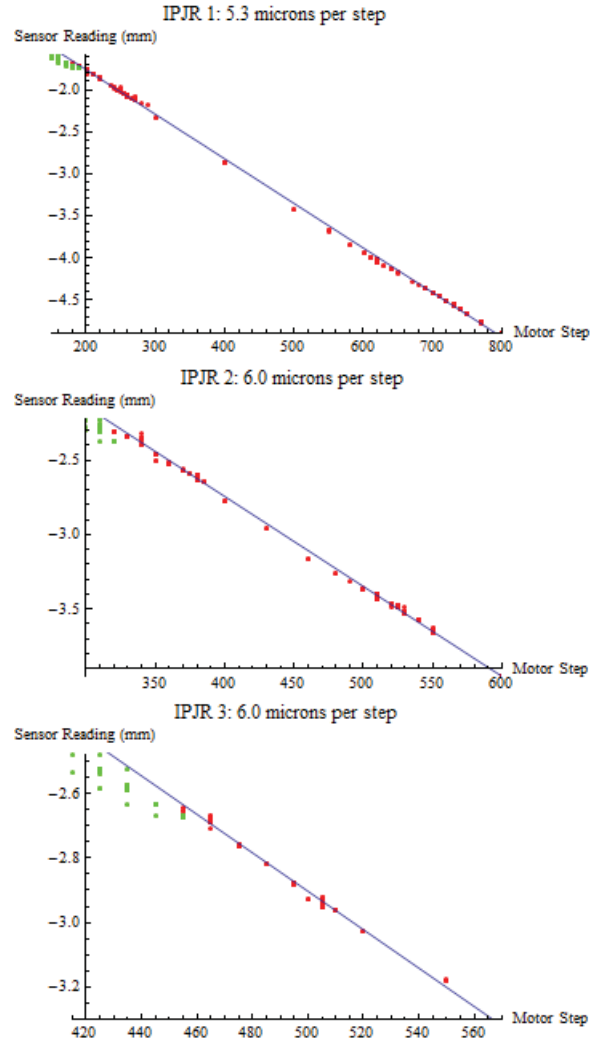 IPJR 1: 5.3 microns per step
Sensor Reading (mm)
−2.0
−2.5
−3.0
−3.5
−4.0
−4.5
Motor Step
200 300 400 500 600 700 800
IPJR 2: 6.0 microns per step
Sensor Reading (mm)
−2.5
−3.0
−3.5
Motor Step
350 400 450 500 550 600
IPJR 3: 6.0 microns per step
Sensor Reading (mm)
−2.6
−2.8
−3.0
−3.2
Motor Step
420 440 460 480 500 520 540 560